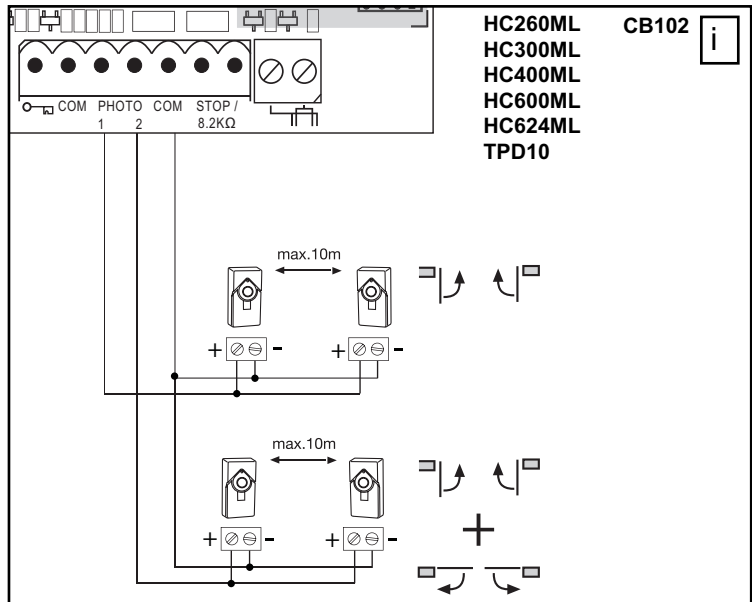 HC260ML CB102 i
HC300ML
HC400ML
HC600ML
HC624ML
TPD10
COM PHOTO COM STOP /
1 2 8.2KΩ
max.10m
+ - + -
max.10m
+ - + -
+